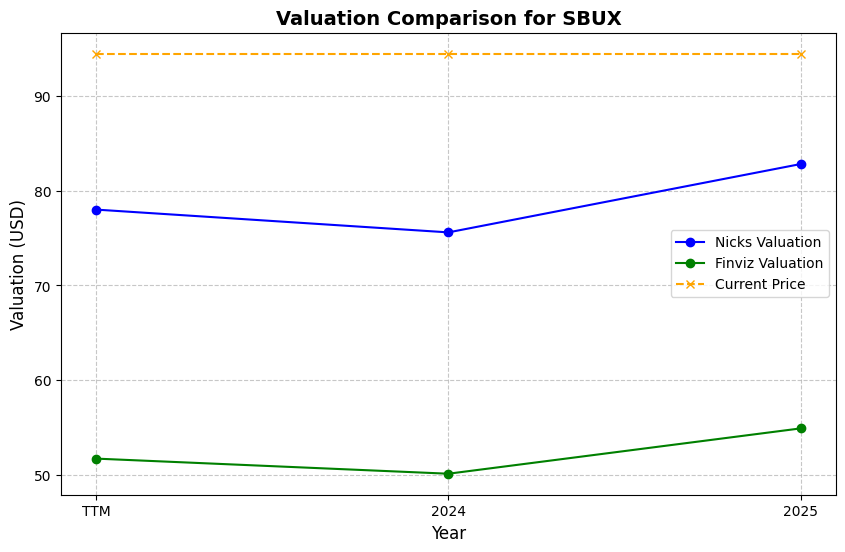 Valuation Comparison for SBUX
Valuation (USD)
90
80
70
60
50
Nicks Valuation
Finviz Valuation
Current Price
TTM
2024
2025
Year